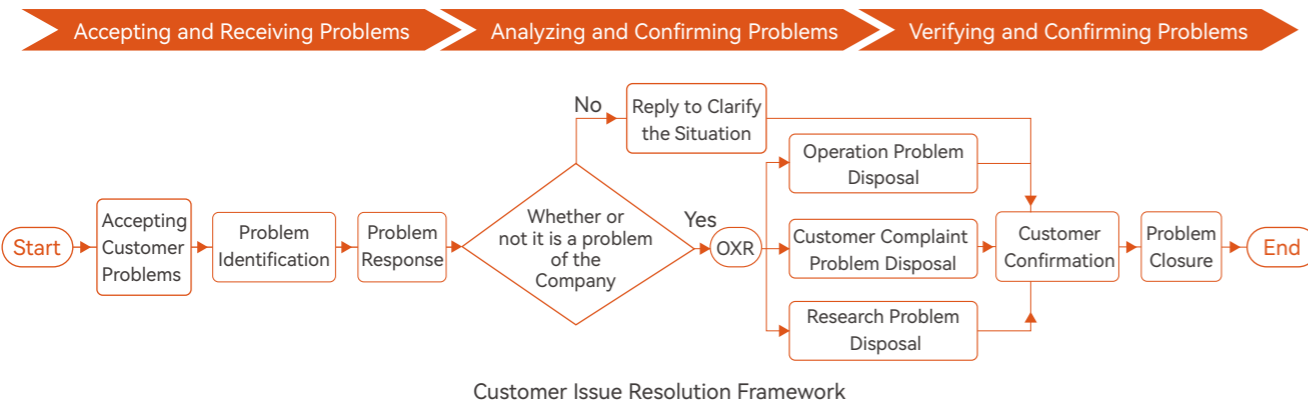 Accepting and Receiving Problems
Analyzing and Confirming Problems
Verifying and Confirming Problems
Start
Accepting
Customer
Problems
Problem
Identification
Problem
Response
Whether or
not it is a problem
of the
Company
No
Reply to Clarify
the Situation
Yes
OXR
Operation Problem
Disposal
Customer Complaint
Problem Disposal
Research Problem
Disposal
Customer
Confirmation
Problem
Closure
End
Customer Issue Resolution Framework